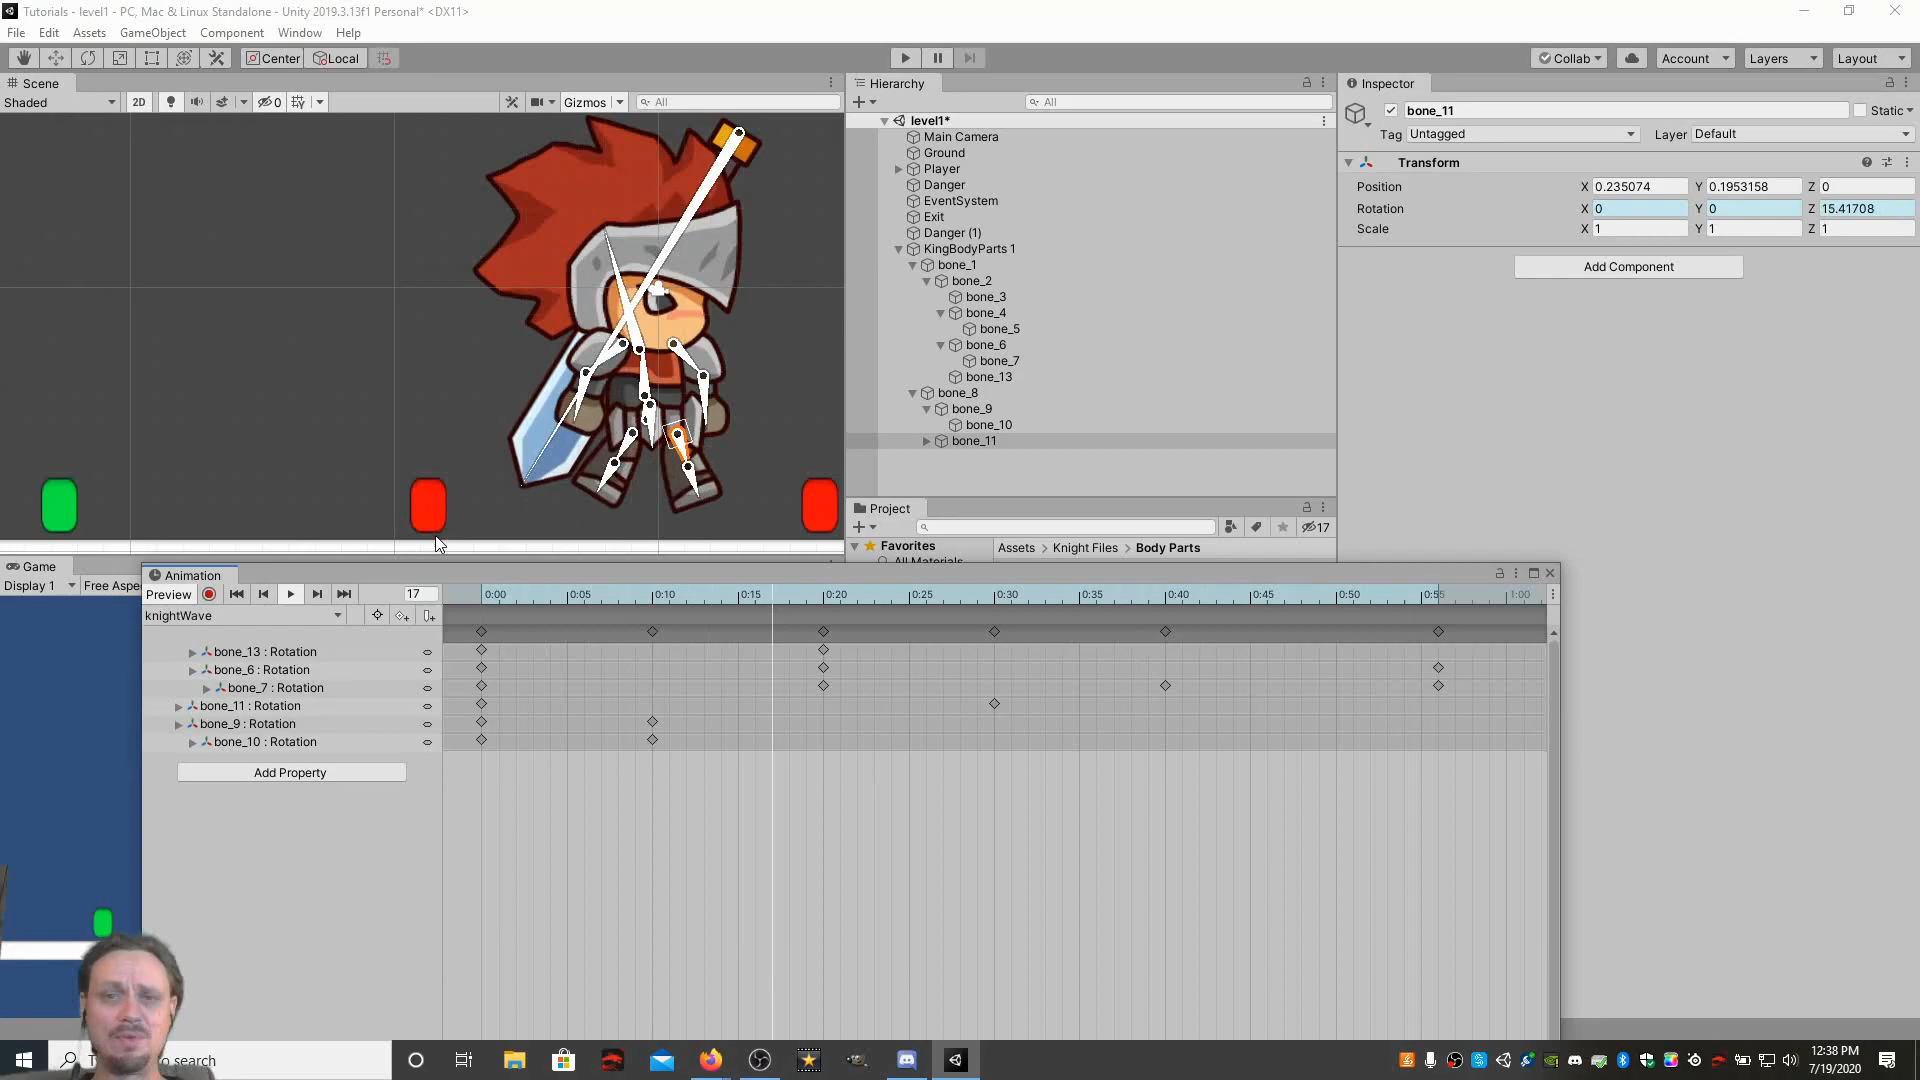 Tutorials - level1 - PC, Mac & Linux Standalone - Unity 2019.3.13f1 Personal* <DX11>
File Edit Assets GameObject Component Window Help
Center Local Collab Account Layers Layout
Scene
Shaded 2D 0 Gizmos All
Hierarchy
All
level1*
Main Camera
Ground
Player
Danger
EventSystem
Exit
Danger (1)
KingBodyParts 1
bone_1
bone_2
bone_3
bone_4
bone_5
bone_6
bone_7
bone_13
bone_8
bone_9
bone_10
bone_11
Inspector
bone_11 Static
Tag Untagged Layer Default
Transform
Position X 0.235074 Y 0.1953158 Z 0
Rotation X 0 Y 0 Z 15.41708
Scale X 1 Y 1 Z 1
Add Component
Project
17
Favorites Assets > Knight Files > Body Parts
All Materials
Game
Display 1 Free Aspe
Animation
Preview 17 0:00 0:05 0:10 0:15 0:20 0:25 0:30 0:35 0:40 0:45 0:50 0:55 1:00
knightWave
bone_13 : Rotation
bone_6 : Rotation
bone_7 : Rotation
bone_11 : Rotation
bone_9 : Rotation
bone_10 : Rotation
Add Property
to search
12:38 PM
7/19/2020